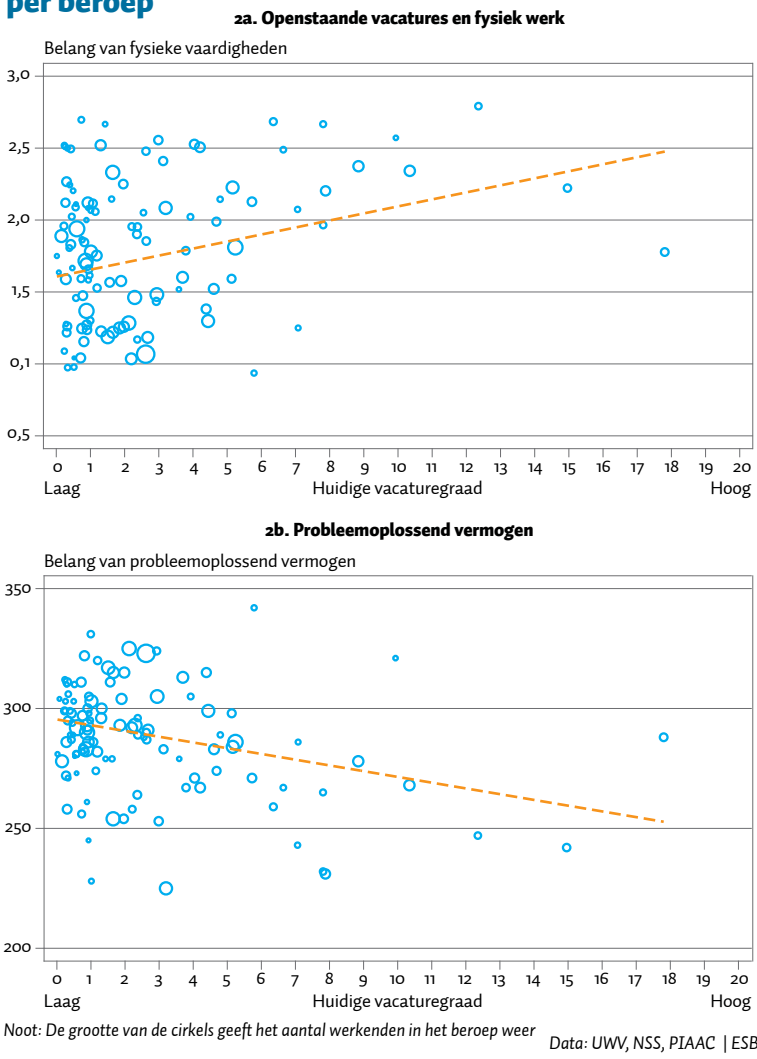 per beroep
2a. Openstaande vacatures en fysiek werk
Belang van fysieke vaardigheden
3,0
2,5
2,0
1,5
0,1
0,5
0 1 2 3 4 5 6 7 8 9 10 11 12 13 14 15 16 17 18 19 20
Laag Huidige vacaturegraad Hoog
2b. Probleemoplossend vermogen
Belang van probleemoplossend vermogen
350
300
250
200
0 1 2 3 4 5 6 7 8 9 10 11 12 13 14 15 16 17 18 19 20
Laag Huidige vacaturegraad Hoog
Noot: De grootte van de cirkels geeft het aantal werkenden in het beroep weer
Data: UWV, NSS, PIAAC | ESB